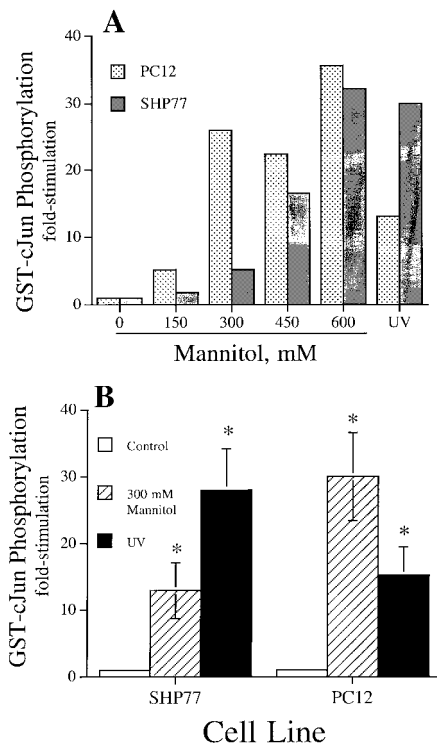 A
GST-cJun Phosphorylation
fold-stimulation
40
30
20
10
0
PC12
SHP77
0 150 300 450 600 UV
Mannitol, mM
B
GST-cJun Phosphorylation
fold-stimulation
40
30
20
10
0
Control
300 mM
Mannitol
UV
*
*
*
*
SHP77 PC12
Cell Line